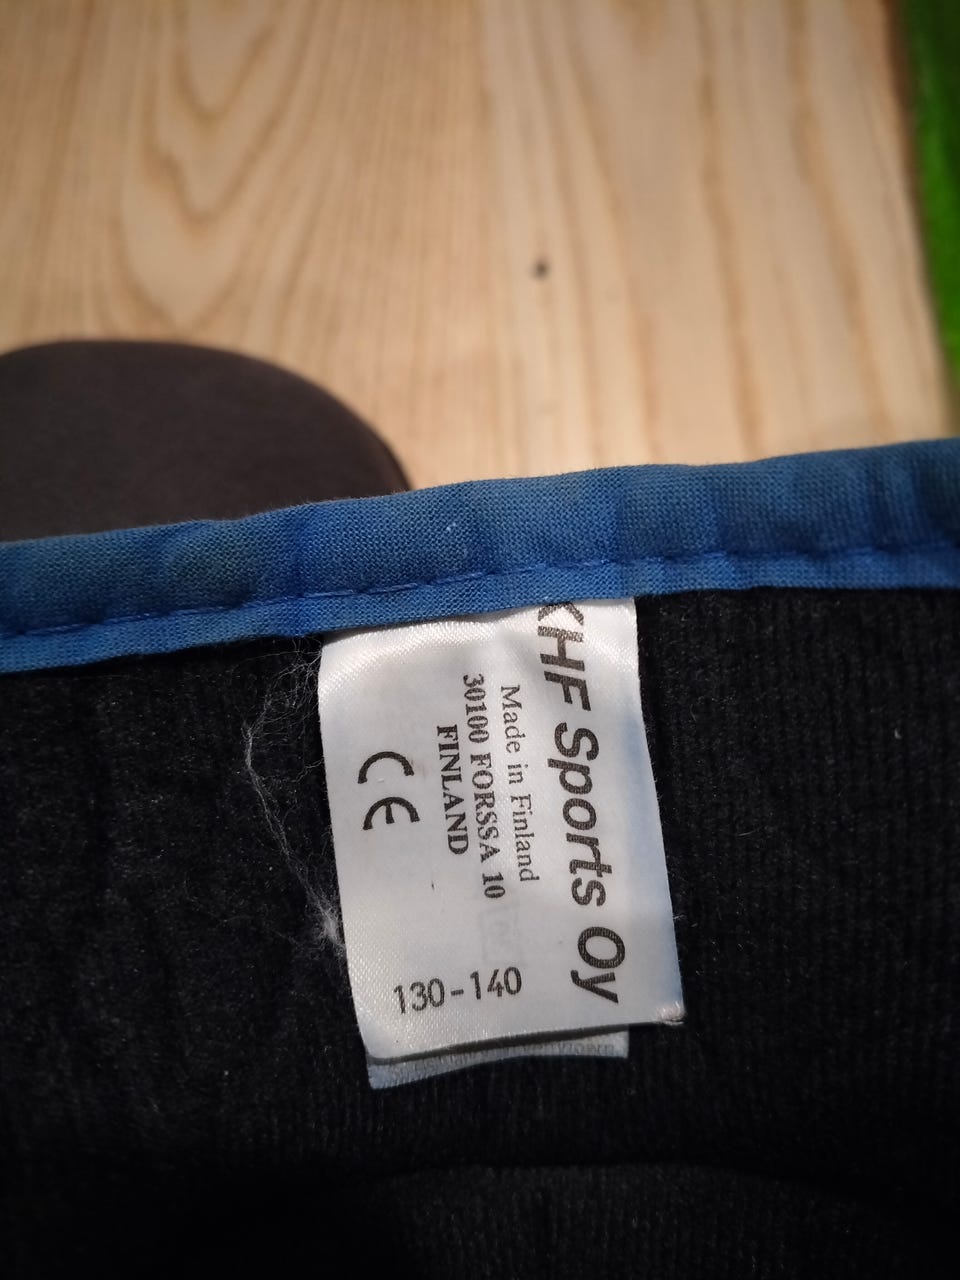 KHF Sports Oy
Made in Finland
30100 FORSSA 10
FINLAND
CE
130-140